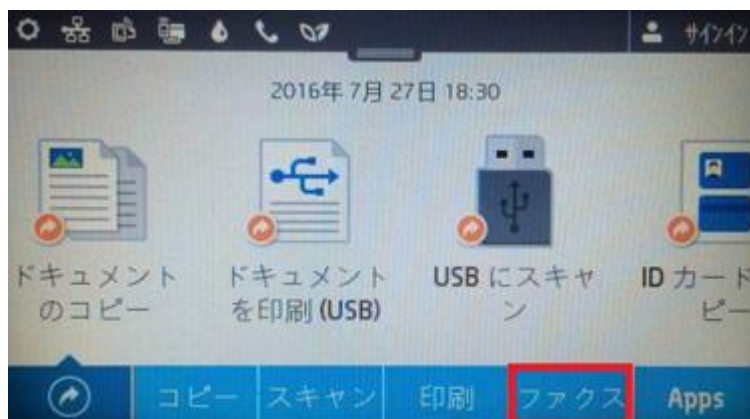 サインイン
2016年 7月 27日 18:30
ドキュメント
のコピー
ドキュメント
を印刷 (USB)
USB にスキャ
ン
ID カード
ピー
コピー
スキャン
印刷
ファクス
Apps